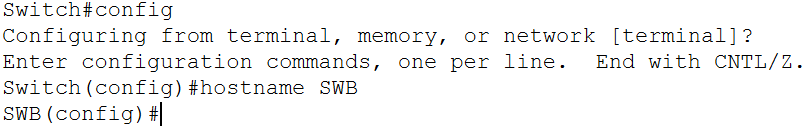 Switch#config
Configuring from terminal, memory, or network [terminal]?
Enter configuration commands, one per line.  End with CNTL/Z.
Switch(config)#hostname SWB
SWB(config)#